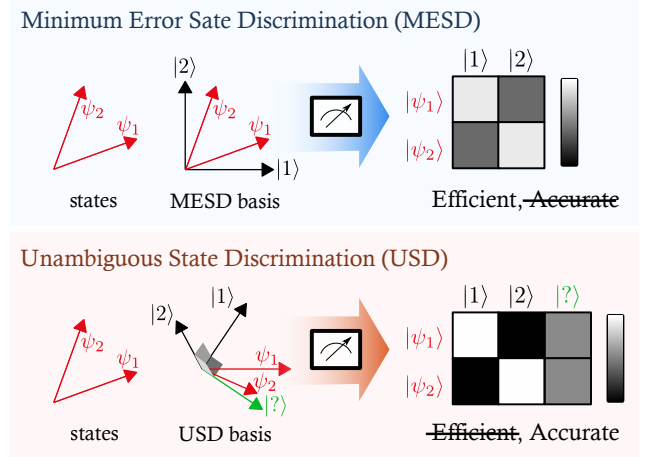 Minimum Error Sate Discrimination (MESD)
|2⟩
ψ2
ψ1
ψ2
ψ1
|1⟩
states
MESD basis
|1⟩ |2⟩
|ψ1⟩
|ψ2⟩
Efficient, Accurate
Unambiguous State Discrimination (USD)
|2⟩
|1⟩
ψ2
ψ1
ψ1
ψ2
|?⟩
states
USD basis
|1⟩ |2⟩ |?⟩
|ψ1⟩
|ψ2⟩
Efficient, Accurate